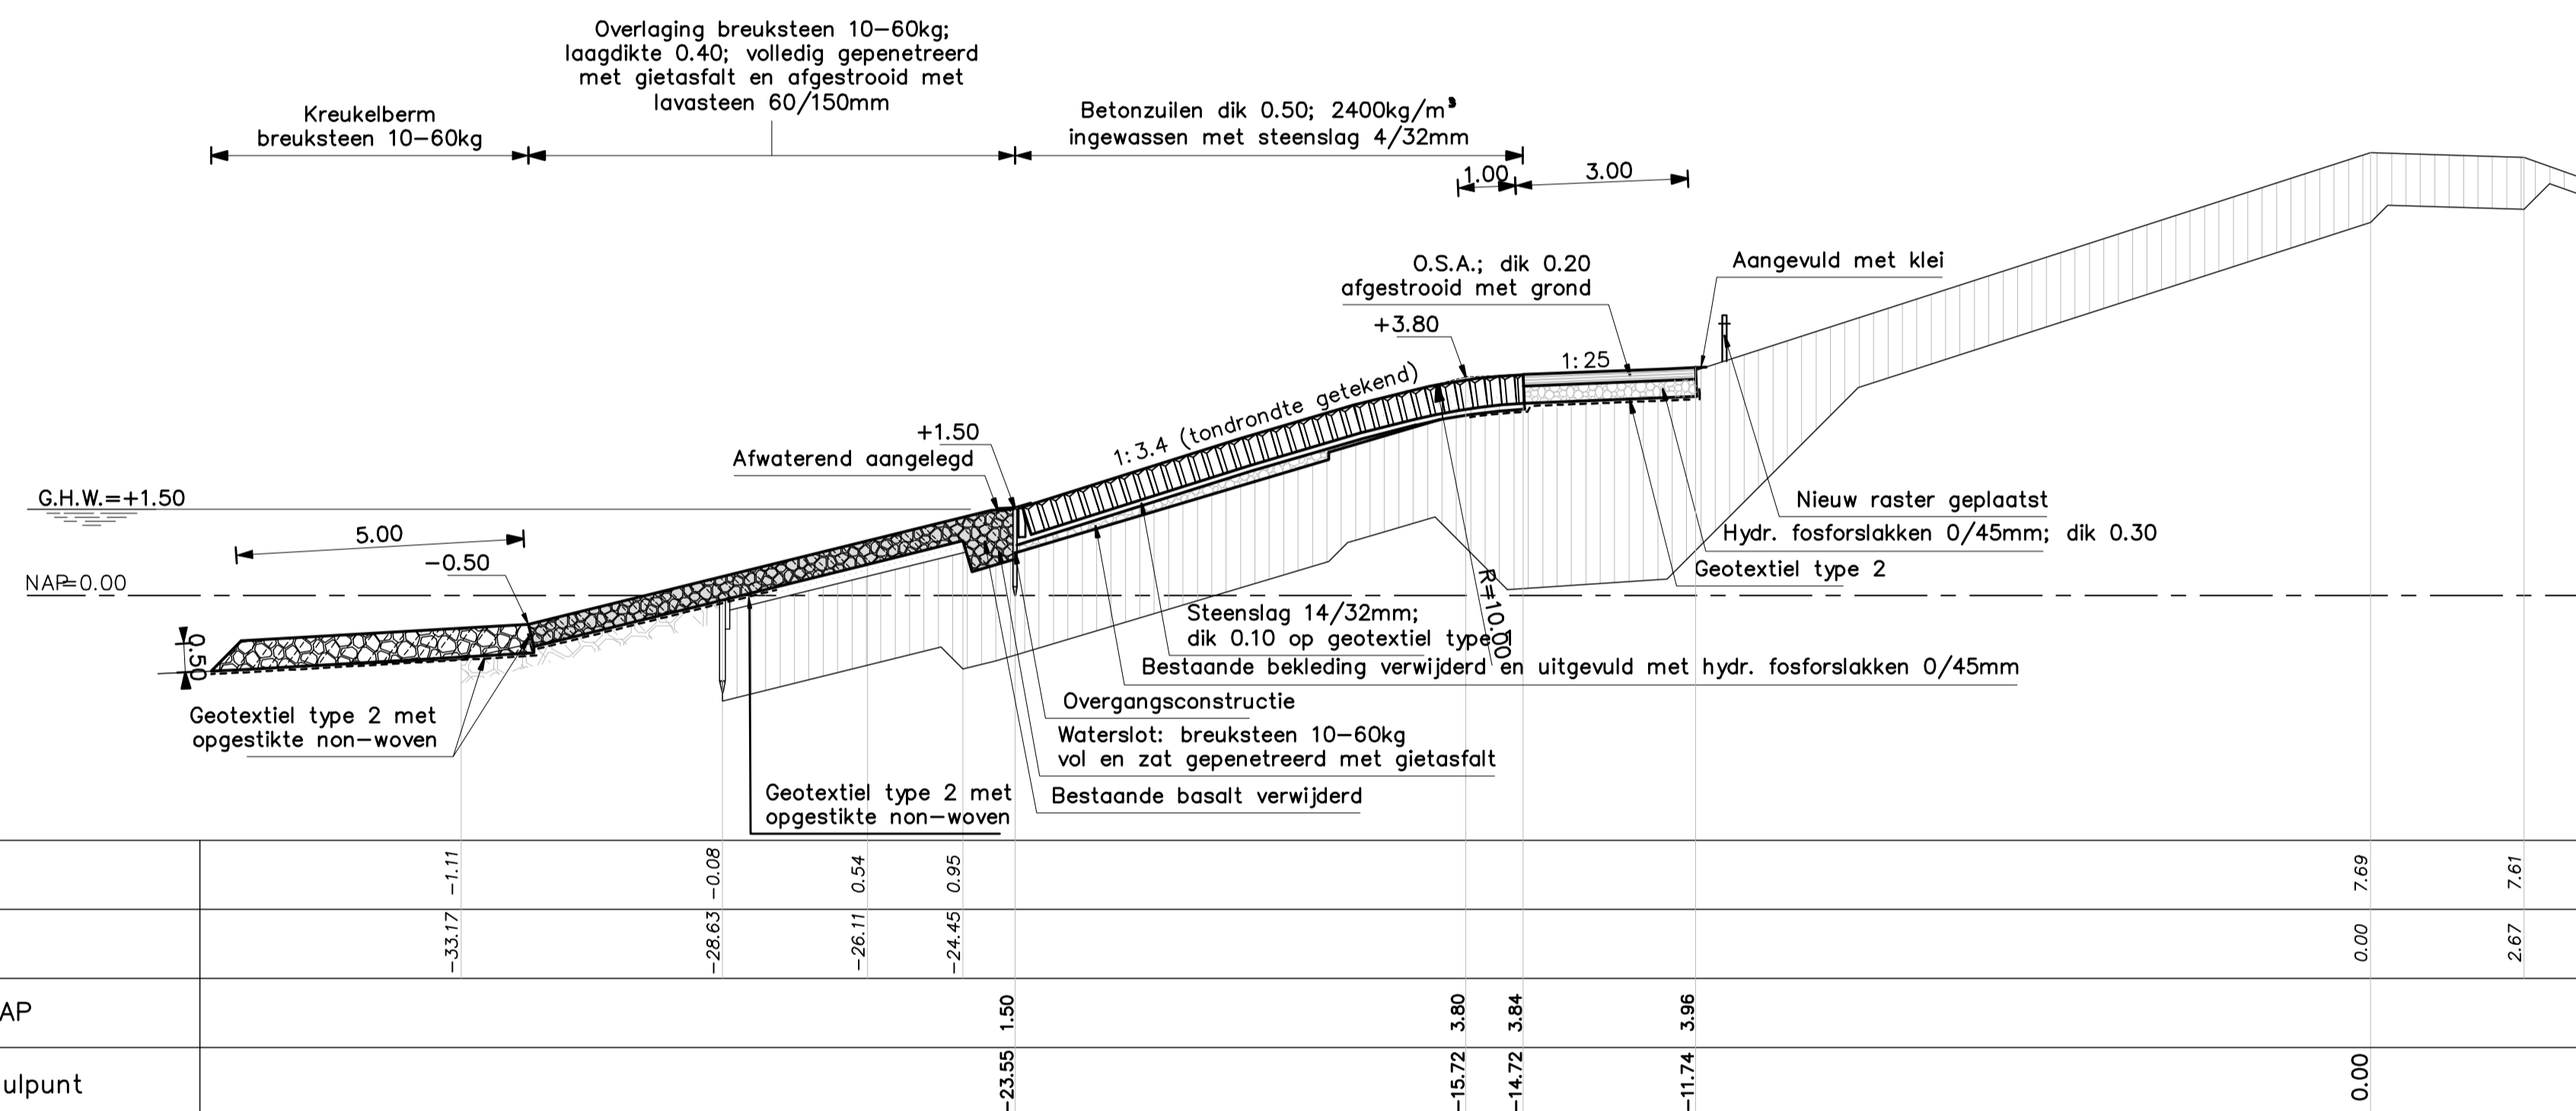 Overlaging breuksteen 10-60kg;
laagdikte 0.40; volledig gepenetreerd
met gietasfalt en afgestrooid met
lavasteen 60/150mm
Kreukelberm
breuksteen 10-60kg
Betonzuilen dik 0.50; 2400kg/m³
ingewassen met steenslag 4/32mm
1.00
3.00
O.S.A.; dik 0.20
afgestrooid met grond
Aangevuld met klei
+3.80
1:25
1:3.4 (tondrondte getekend)
+1.50
Afwaterend aangelegd
G.H.W.=+1.50
5.00
-0.50
NAP=0.00
0.50
R=10.00
Nieuw raster geplaatst
Hydr. fosforslakken 0/45mm; dik 0.30
Geotextiel type 2
Steenslag 14/32mm;
dik 0.10 op geotextiel type
Bestaande bekleding verwijderd en uitgevuld met hydr. fosforslakken 0/45mm
Overgangsconstructie
Geotextiel type 2 met
opgestikte non-woven
Waterslot: breuksteen 10-60kg
vol en zat gepenetreerd met gietasfalt
Geotextiel type 2 met
opgestikte non-woven
Bestaande basalt verwijderd
-1.11
-0.08
0.54
0.95
7.69
7.61
-33.17
-28.63
-26.11
-24.45
0.00
2.67
AP
1.50
3.80
3.84
3.96
ulpunt
-23.55
-15.72
-14.72
-11.74
0.00